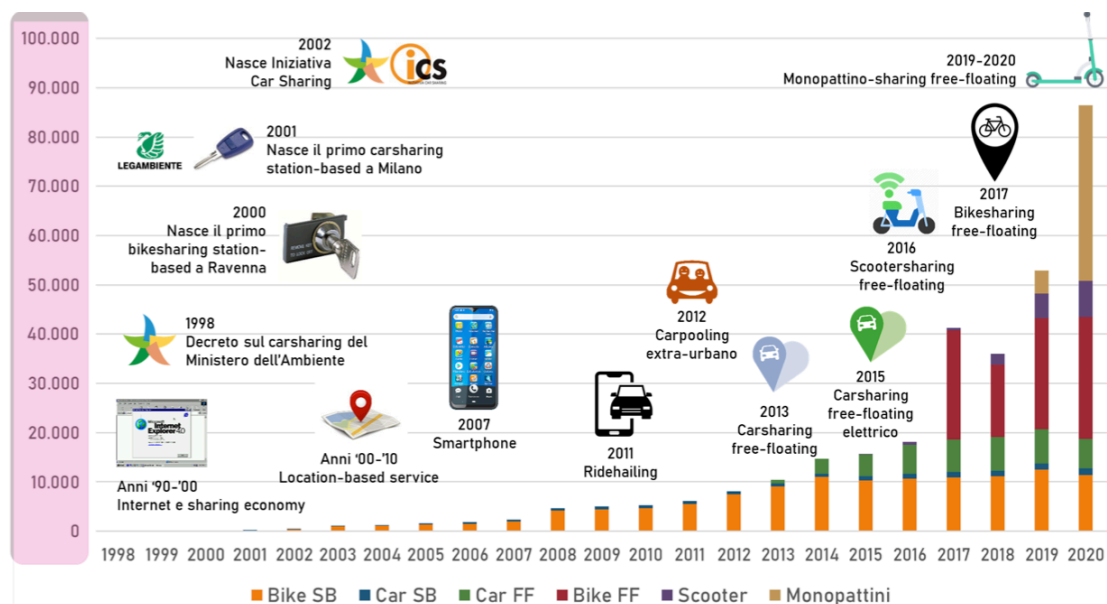 100.000
90.000
80.000
70.000
60.000
50.000
40.000
30.000
20.000
10.000
0
2002
Nasce Iniziativa
Car Sharing
ics
2019-2020
Monopattino-sharing free-floating
LEGAMBIENTE
2001
Nasce il primo carsharing
station-based a Milano
2000
Nasce il primo
bikesharing station-
based a Ravenna
2017
Bikesharing
free-floating
2016
Scootersharing
free-floating
1998
Decreto sul carsharing del
Ministero dell'Ambiente
2012
Carpooling
extra-urbano
2015
Carsharing
free-floating
elettrico
2013
Carsharing
free-floating
2007
Smartphone
2011
Ridehailing
Anni '00-'10
Location-based service
Microsoft
Internet
Explorer 4.0
Anni '90-'00
Internet e sharing economy
1998 1999 2000 2001 2002 2003 2004 2005 2006 2007 2008 2009 2010 2011 2012 2013 2014 2015 2016 2017 2018 2019 2020
Bike SB Car SB Car FF Bike FF Scooter Monopattini